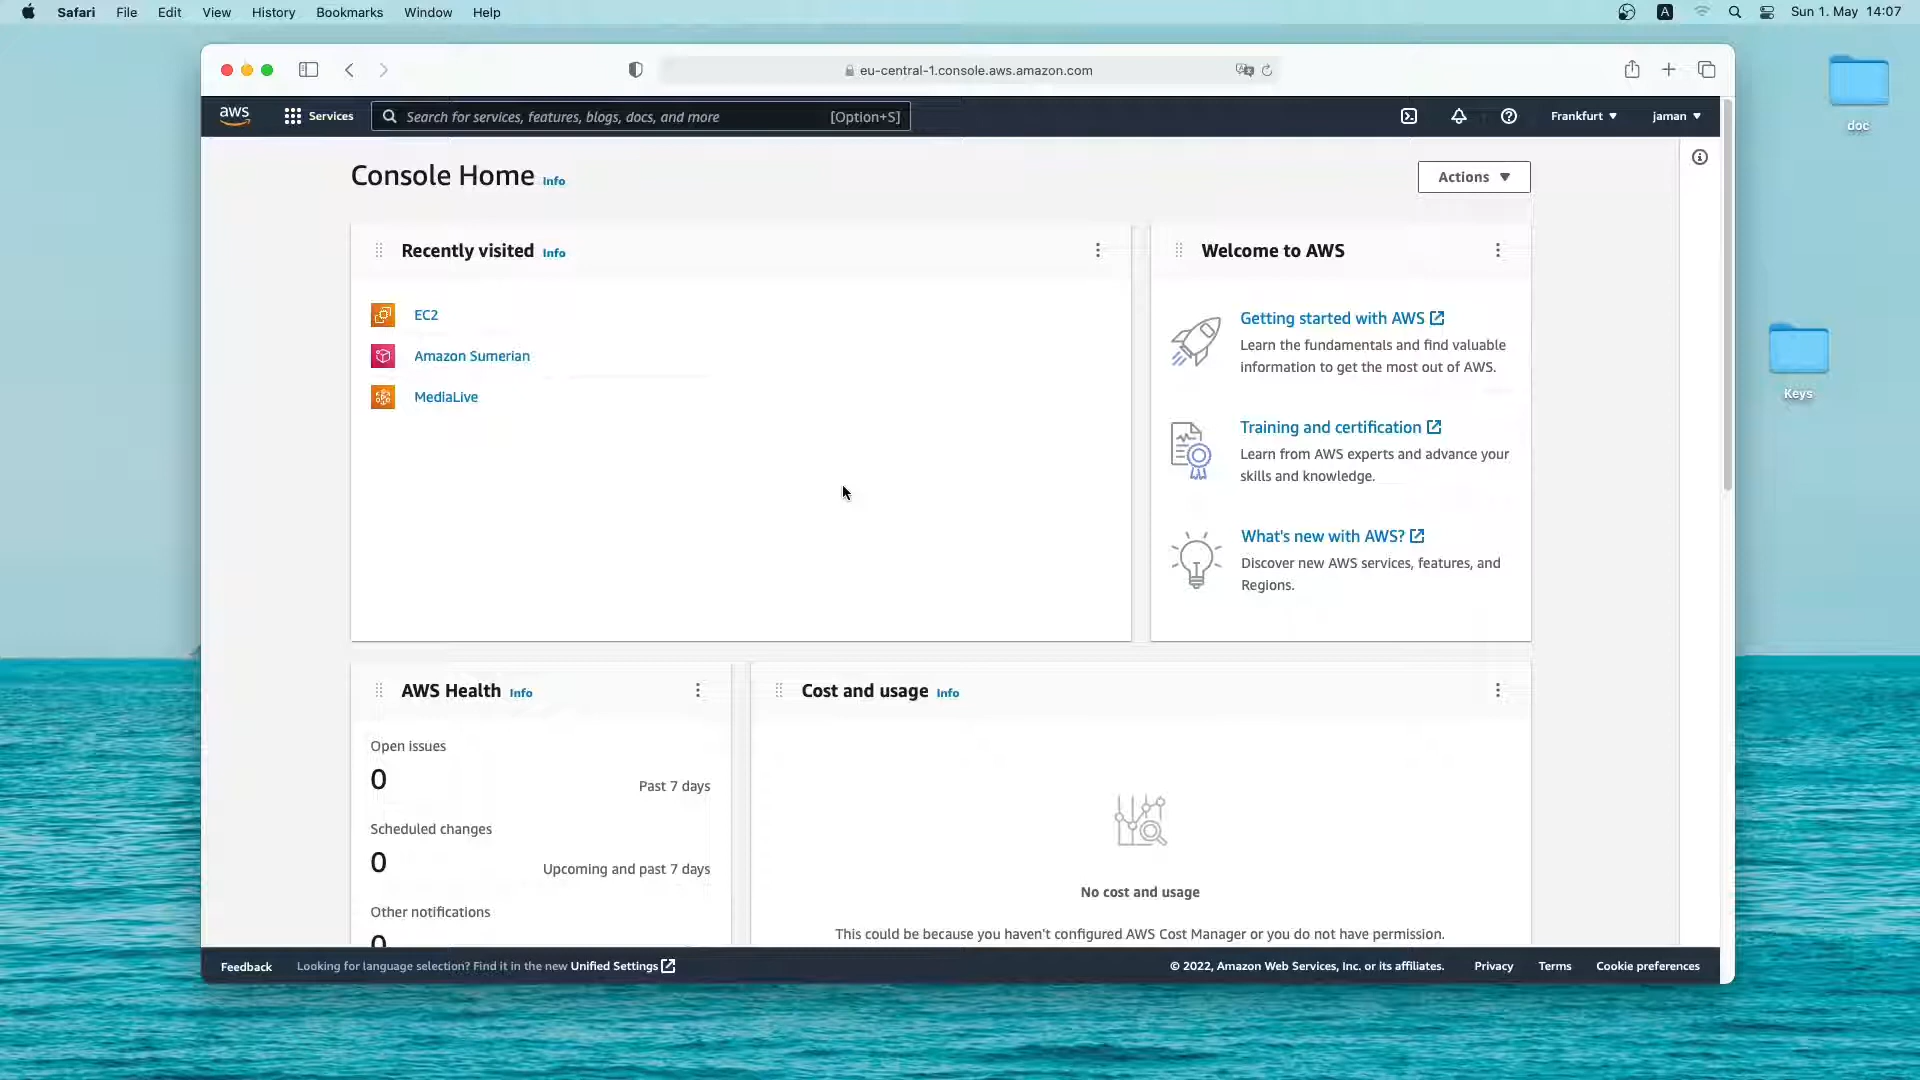 Safari File Edit View History Bookmarks Window Help A Sun 1. May 14:07
eu-central-1.console.aws.amazon.com
doc
aws Services Search for services, features, blogs, docs, and more [Option+S] Frankfurt ▼ jaman ▼
Console Home Info
Actions ▼
Recently visited Info
EC2
Amazon Sumerian
MediaLive
Welcome to AWS
Getting started with AWS
Learn the fundamentals and find valuable
information to get the most out of AWS.
Training and certification
Learn from AWS experts and advance your
skills and knowledge.
What's new with AWS?
Discover new AWS services, features, and
Regions.
Keys
AWS Health Info
Open issues
0
Past 7 days
Scheduled changes
0
Upcoming and past 7 days
Other notifications
0
Cost and usage Info
No cost and usage
This could be because you haven't configured AWS Cost Manager or you do not have permission.
Feedback Looking for language selection? Find it in the new Unified Settings © 2022, Amazon Web Services, Inc. or its affiliates. Privacy Terms Cookie preferences